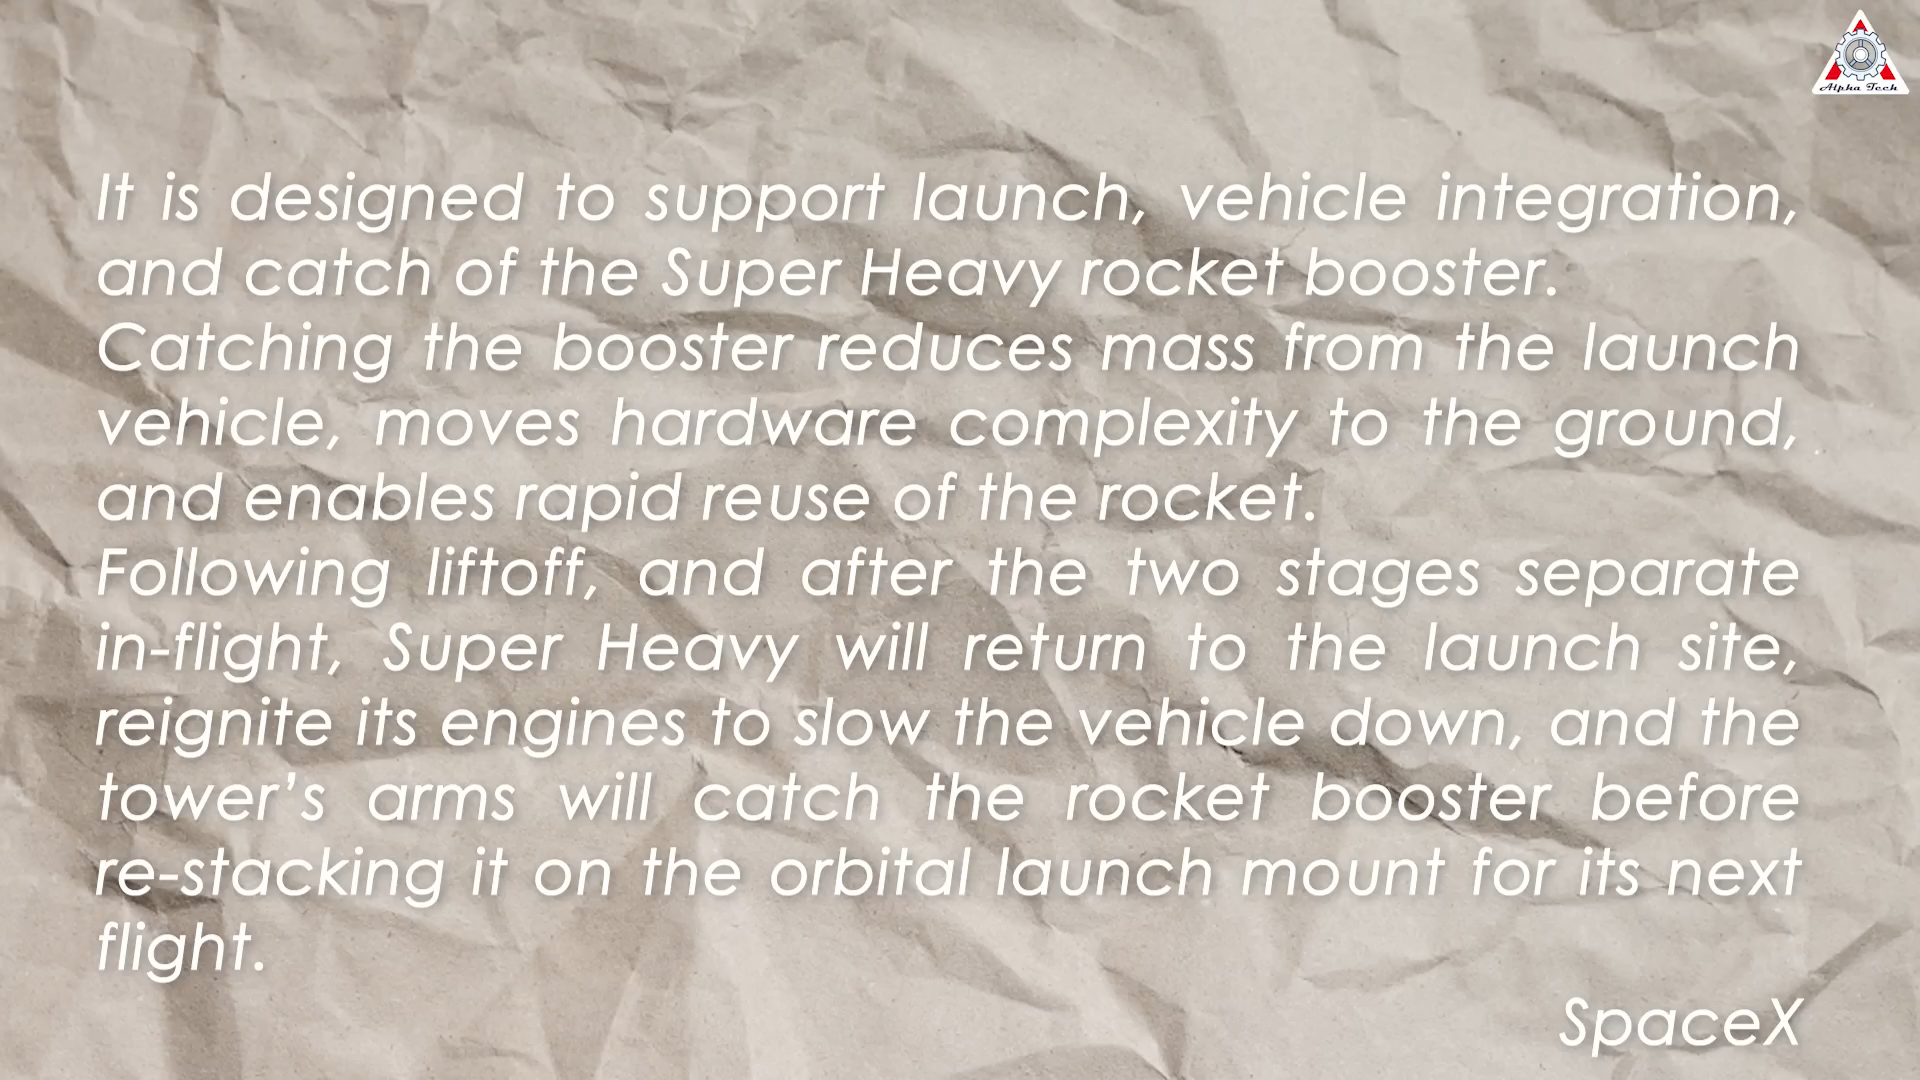 Alpha Tech
It is designed to support launch, vehicle integration,
and catch of the Super Heavy rocket booster.
Catching the booster reduces mass from the launch
vehicle, moves hardware complexity to the ground,
and enables rapid reuse of the rocket.
Following liftoff, and after the two stages separate
in-flight, Super Heavy will return to the launch site,
reignite its engines to slow the vehicle down, and the
tower’s arms will catch the rocket booster before
re-stacking it on the orbital launch mount for its next
flight.
SpaceX